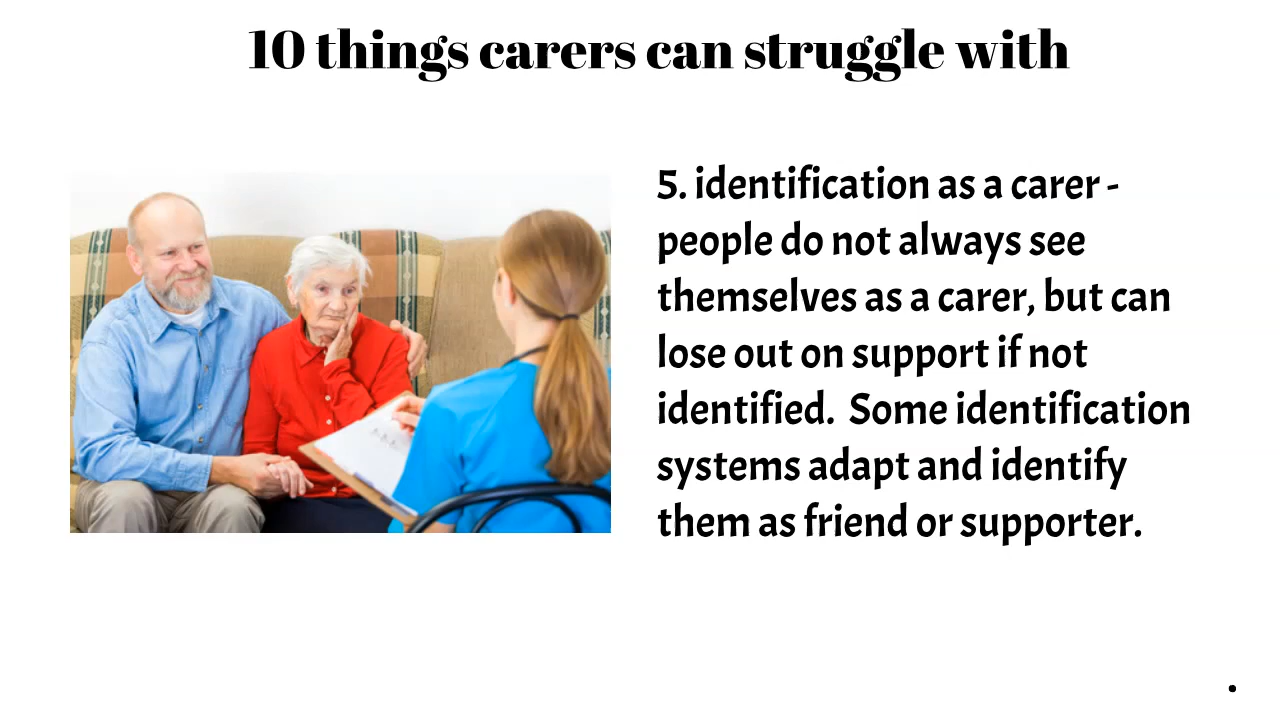 10 things carers can struggle with
5. identification as a carer -
people do not always see
themselves as a carer, but can
lose out on support if not
identified.  Some identification
systems adapt and identify
them as friend or supporter.
.